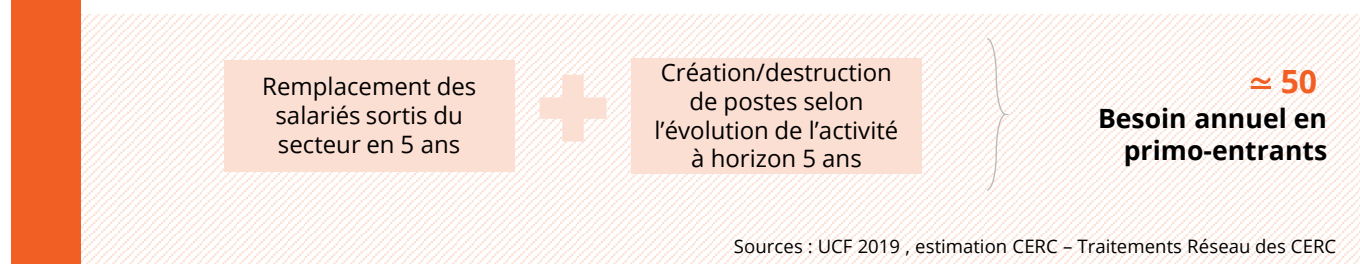 Remplacement des
salariés sortis du
secteur en 5 ans
Création/destruction
de postes selon
l'évolution de l'activité
à horizon 5 ans
≃ 50
Besoin annuel en
primo-entrants
Sources : UCF 2019 , estimation CERC – Traitements Réseau des CERC